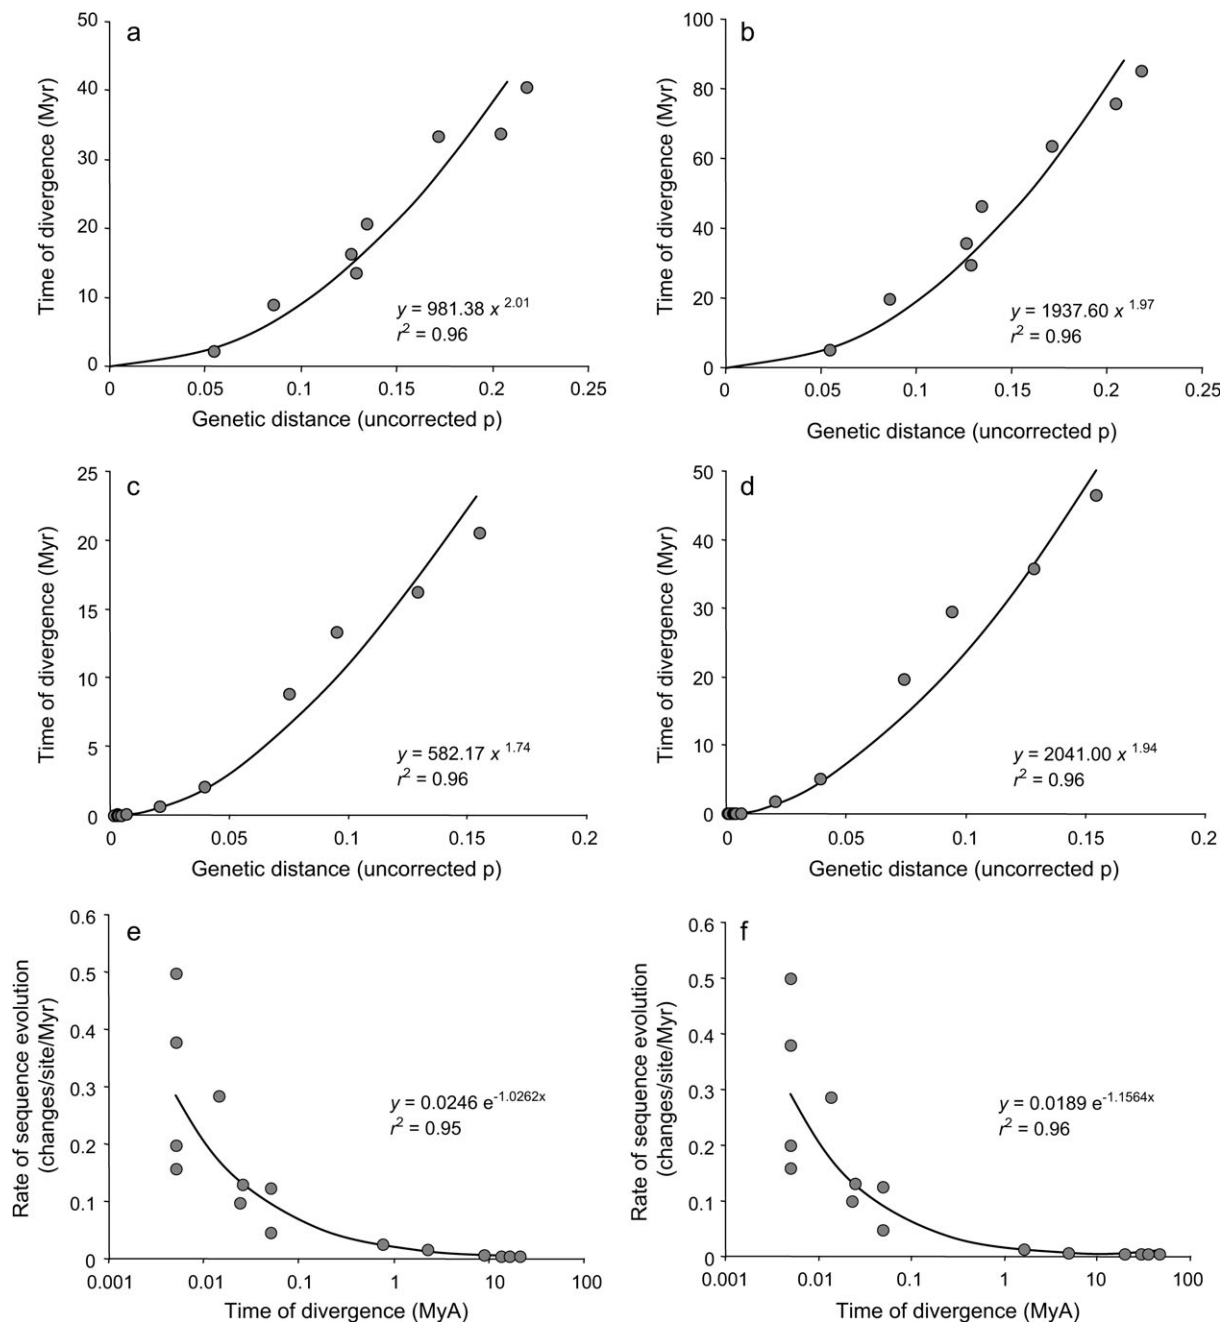 a
Time of divergence (Myr)
50
40
30
20
10
0
0 0.05 0.1 0.15 0.2 0.25
Genetic distance (uncorrected p)
y = 981.38 x 2.01
r2 = 0.96
b
Time of divergence (Myr)
100
80
60
40
20
0
0 0.05 0.1 0.15 0.2 0.25
Genetic distance (uncorrected p)
y = 1937.60 x 1.97
r2 = 0.96
c
Time of divergence (Myr)
25
20
15
10
5
0
0 0.05 0.1 0.15 0.2
Genetic distance (uncorrected p)
y = 582.17 x 1.74
r2 = 0.96
d
Time of divergence (Myr)
50
40
30
20
10
0
0 0.05 0.1 0.15 0.2
Genetic distance (uncorrected p)
y = 2041.00 x 1.94
r2 = 0.96
e
Rate of sequence evolution
(changes/site/Myr)
0.6
0.5
0.4
0.3
0.2
0.1
0
0.001 0.01 0.1 1 10 100
Time of divergence (MyA)
y = 0.0246 e-1.0262x
r2 = 0.95
f
Rate of sequence evolution
(changes/site/Myr)
0.6
0.5
0.4
0.3
0.2
0.1
0
0.001 0.01 0.1 1 10 100
Time of divergence (MyA)
y = 0.0189 e-1.1564x
r2 = 0.96